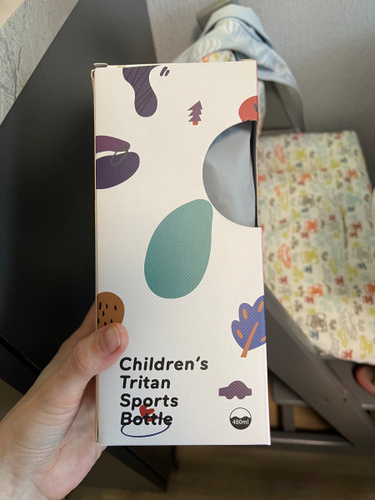 Children's
Tritan
Sports
Bottle
480ml